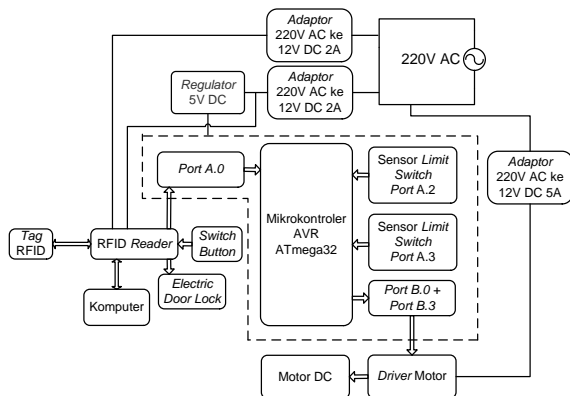 Adaptor
220V AC ke
12V DC 2A
220V AC
Regulator
5V DC
Adaptor
220V AC ke
12V DC 2A
Port A.0
Mikrokontroler
AVR
ATmega32
Sensor Limit
Switch
Port A.2
Adaptor
220V AC ke
12V DC 5A
Tag
RFID
RFID Reader
Switch
Button
Sensor Limit
Switch
Port A.3
Komputer
Electric
Door Lock
Port B.0 +
Port B.3
Motor DC
Driver Motor